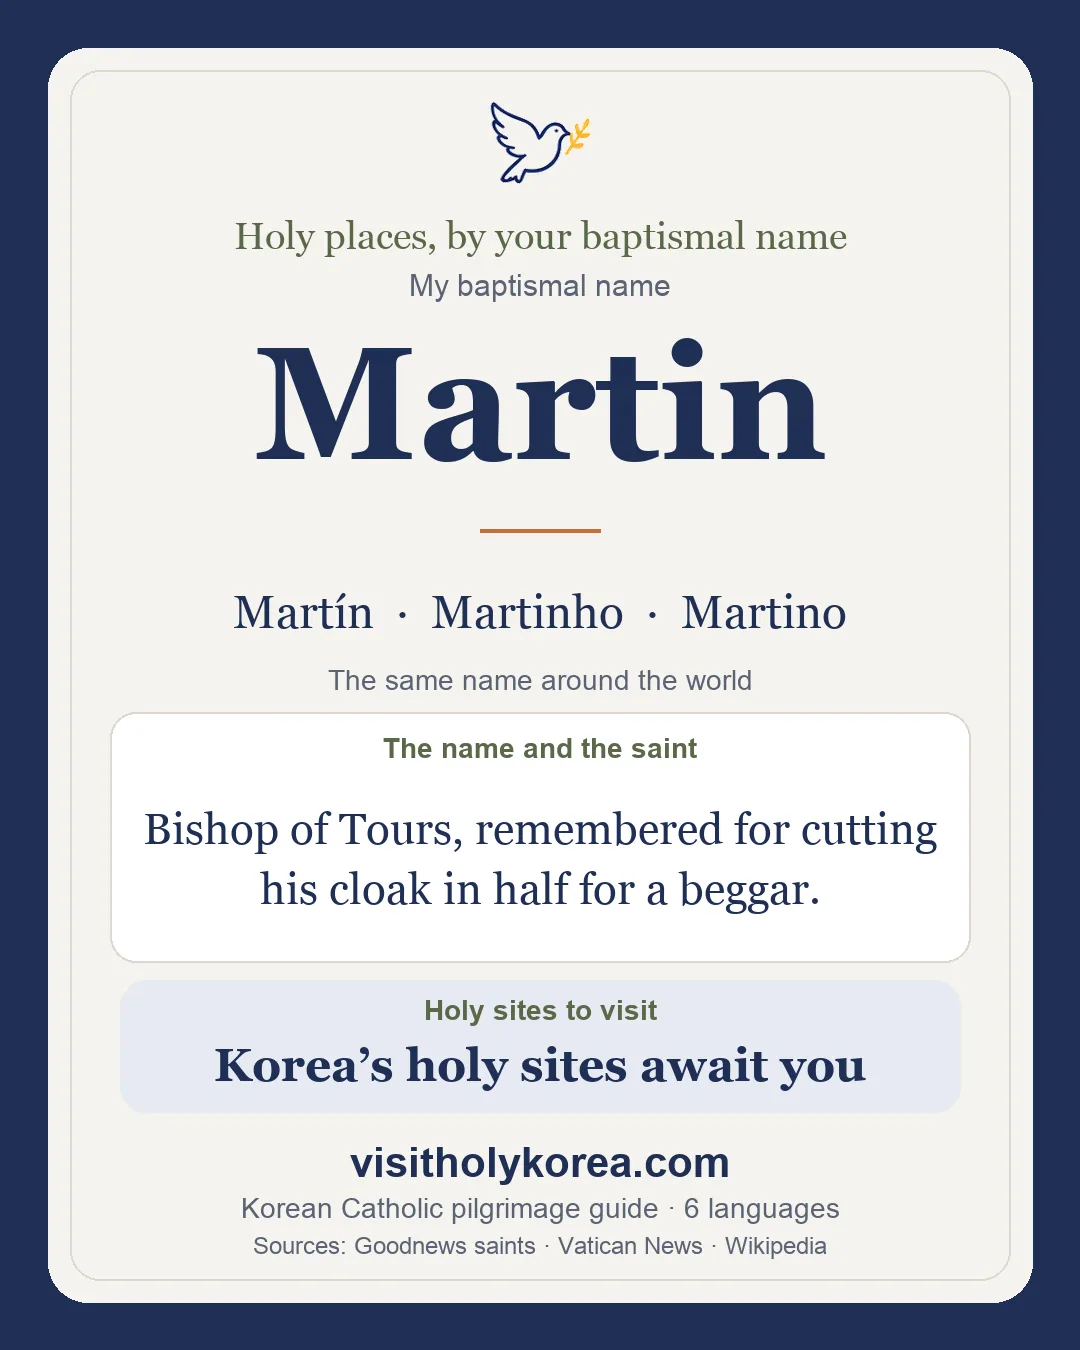 Holy places, by your baptismal name
My baptismal name
Martin
Martín · Martinho · Martino
The same name around the world
The name and the saint
Bishop of Tours, remembered for cutting
his cloak in half for a beggar.
Holy sites to visit
Korea’s holy sites await you
visitholykorea.com
Korean Catholic pilgrimage guide · 6 languages
Sources: Goodnews saints · Vatican News · Wikipedia